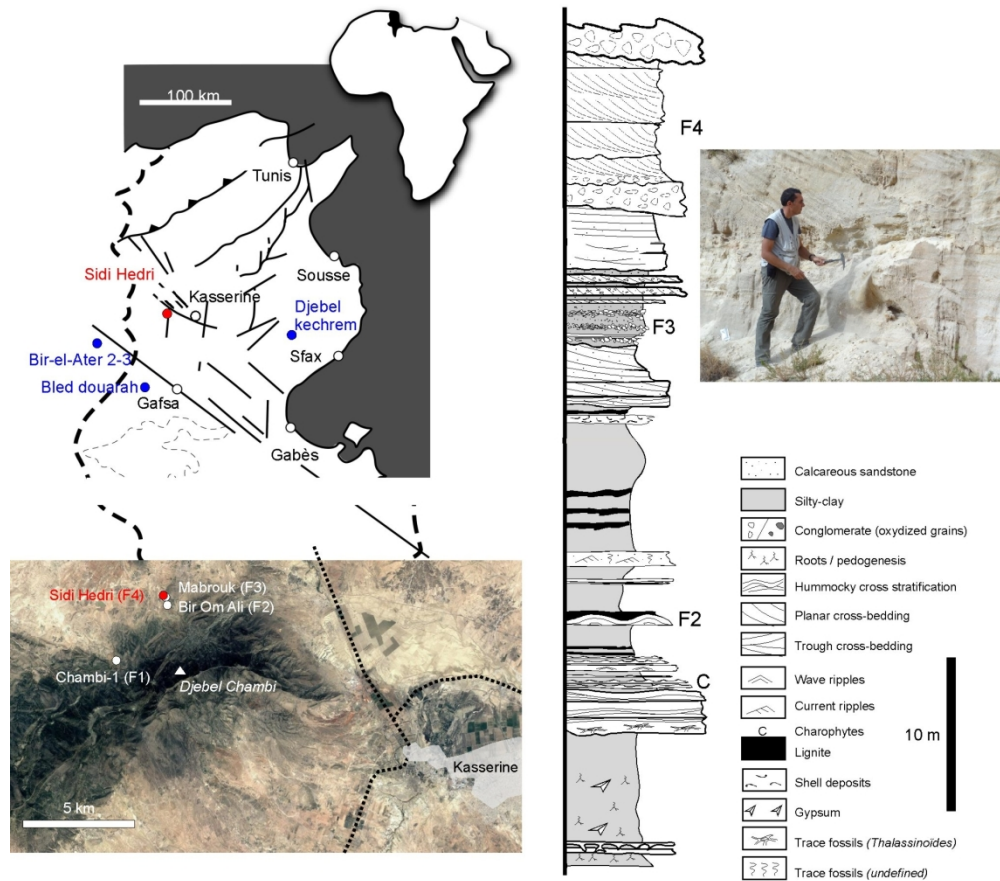 100 km
Tunis
Sousse
Sidi Hedri
Kasserine
Djebel
kechrem
Sfax
Bir-el-Ater 2-3
Bled douarah
Gafsa
Gabès
Sidi Hedri (F4)
Mabrouk (F3)
Bir Om Ali (F2)
Chambi-1 (F1)
Djebel Chambi
Kasserine
5 km
F4
F3
F2
C
Calcareous sandstone
Silty-clay
Conglomerate (oxydized grains)
Roots / pedogenesis
Hummocky cross stratification
Planar cross-bedding
Trough cross-bedding
Wave ripples
Current ripples
C Charophytes
Lignite
Shell deposits
Gypsum
Trace fossils (Thalassinoïdes)
Trace fossils (undefined)
10 m